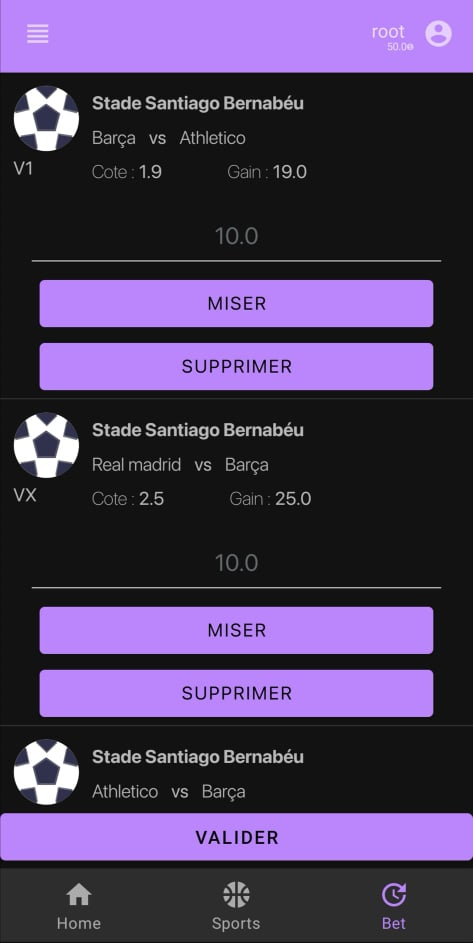 root
50.0⊖
Stade Santiago Bernabéu
Barça vs Athletico
V1
Cote : 1.9 Gain : 19.0
10.0
MISER
SUPPRIMER
Stade Santiago Bernabéu
Real madrid vs Barça
VX
Cote : 2.5 Gain : 25.0
10.0
MISER
SUPPRIMER
Stade Santiago Bernabéu
Athletico vs Barça
VALIDER
Home Sports Bet